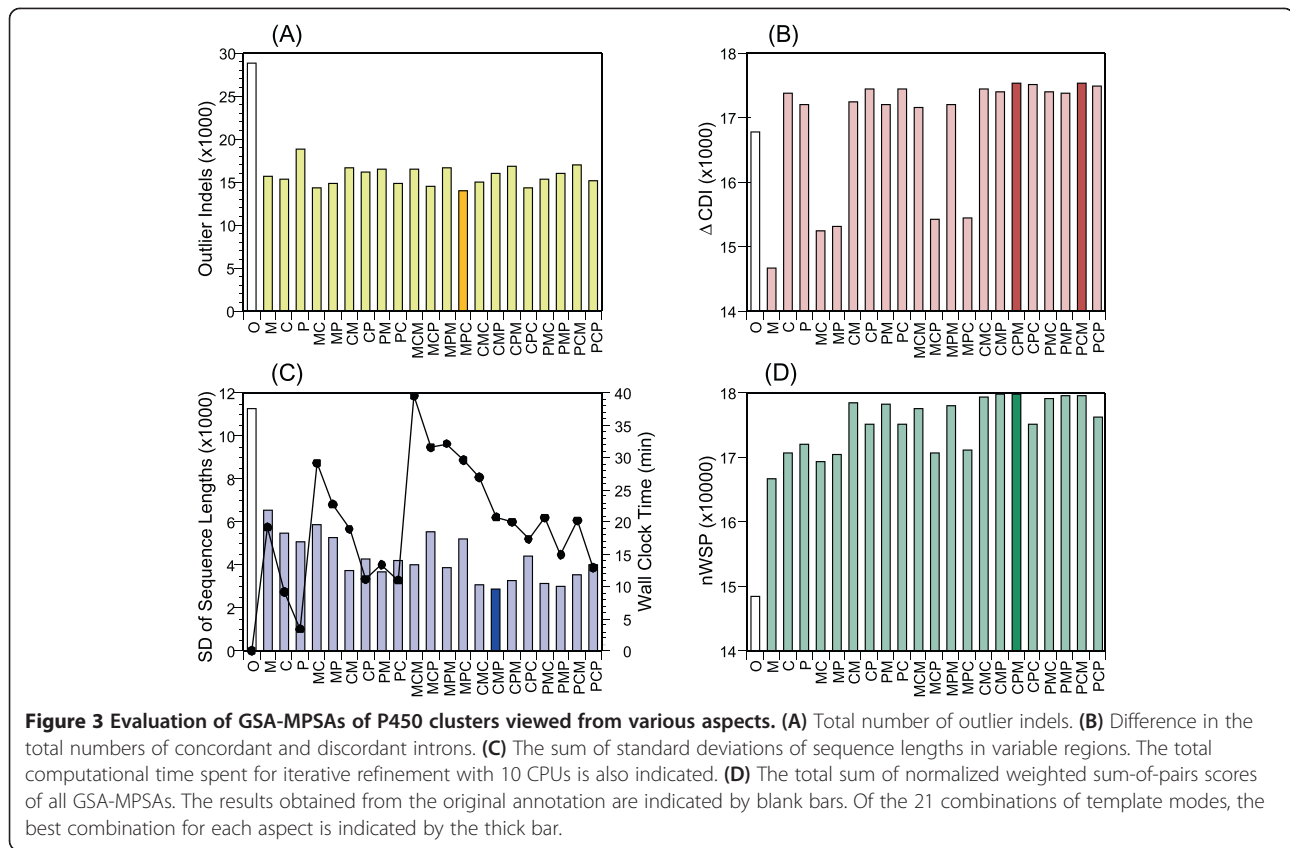 (A)
Outlier Indels (x1000)
30
25
20
15
10
5
0
O M C P MC MP CM CP PM PC MCM MCP MPM MPC CMC CMP CPM CPC PMC PMP PCM PCP
(B)
Δ CDI (x1000)
18
17
16
15
14
O M C P MC MP CM CP PM PC MCM MCP MPM MPC CMC CMP CPM CPC PMC PMP PCM PCP
(C)
SD of Sequence Lengths (x1000)
12
10
8
6
4
2
0
40
35
30
25
20
15
10
5
0
Wall Clock Time (min)
O M C P MC MP CM CP PM PC MCM MCP MPM MPC CMC CMP CPM CPC PMC PMP PCM PCP
(D)
nWSP (x10000)
18
17
16
15
14
O M C P MC MP CM CP PM PC MCM MCP MPM MPC CMC CMP CPM CPC PMC PMP PCM PCP
Figure 3 Evaluation of GSA-MPSAs of P450 clusters viewed from various aspects. (A) Total number of outlier indels. (B) Difference in the
total numbers of concordant and discordant introns. (C) The sum of standard deviations of sequence lengths in variable regions. The total
computational time spent for iterative refinement with 10 CPUs is also indicated. (D) The total sum of normalized weighted sum-of-pairs scores
of all GSA-MPSAs. The results obtained from the original annotation are indicated by blank bars. Of the 21 combinations of template modes, the
best combination for each aspect is indicated by the thick bar.